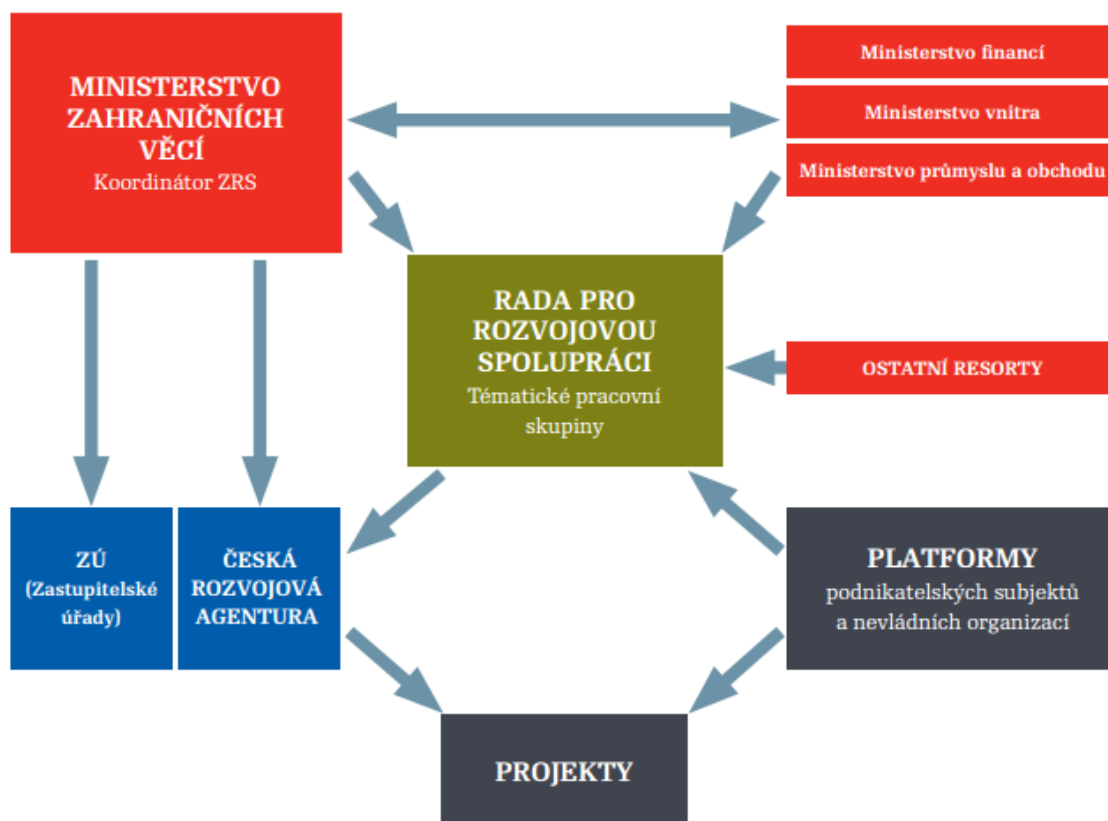 MINISTERSTVO
ZAHRANIČNÍCH
VĚCÍ
Koordinátor ZRS
Ministerstvo financí
Ministerstvo vnitra
Ministerstvo průmyslu a obchodu
RADA PRO
ROZVOJOVOU
SPOLUPRÁCI
Tématické pracovní
skupiny
OSTATNÍ RESORTY
ZÚ
(Zastupitelské
úřady)
ČESKÁ
ROZVOJOVÁ
AGENTURA
PLATFORMY
podnikatelských subjektů
a nevládních organizací
PROJEKTY